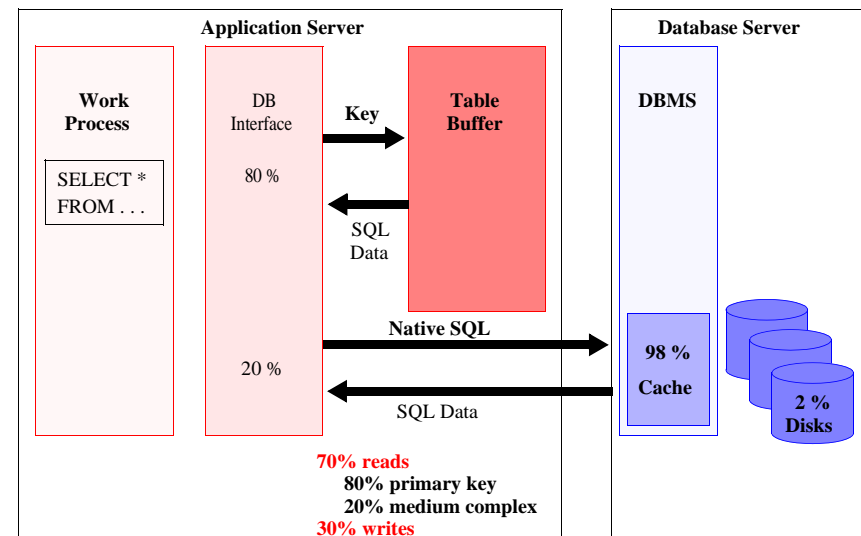 Application Server
Database Server
Work
Process
SELECT *
FROM . . .
DB
Interface
80 %
20 %
Key
SQL
Data
Table
Buffer
Native SQL
SQL Data
DBMS
98 %
Cache
2 %
Disks
70% reads
80% primary key
20% medium complex
30% writes